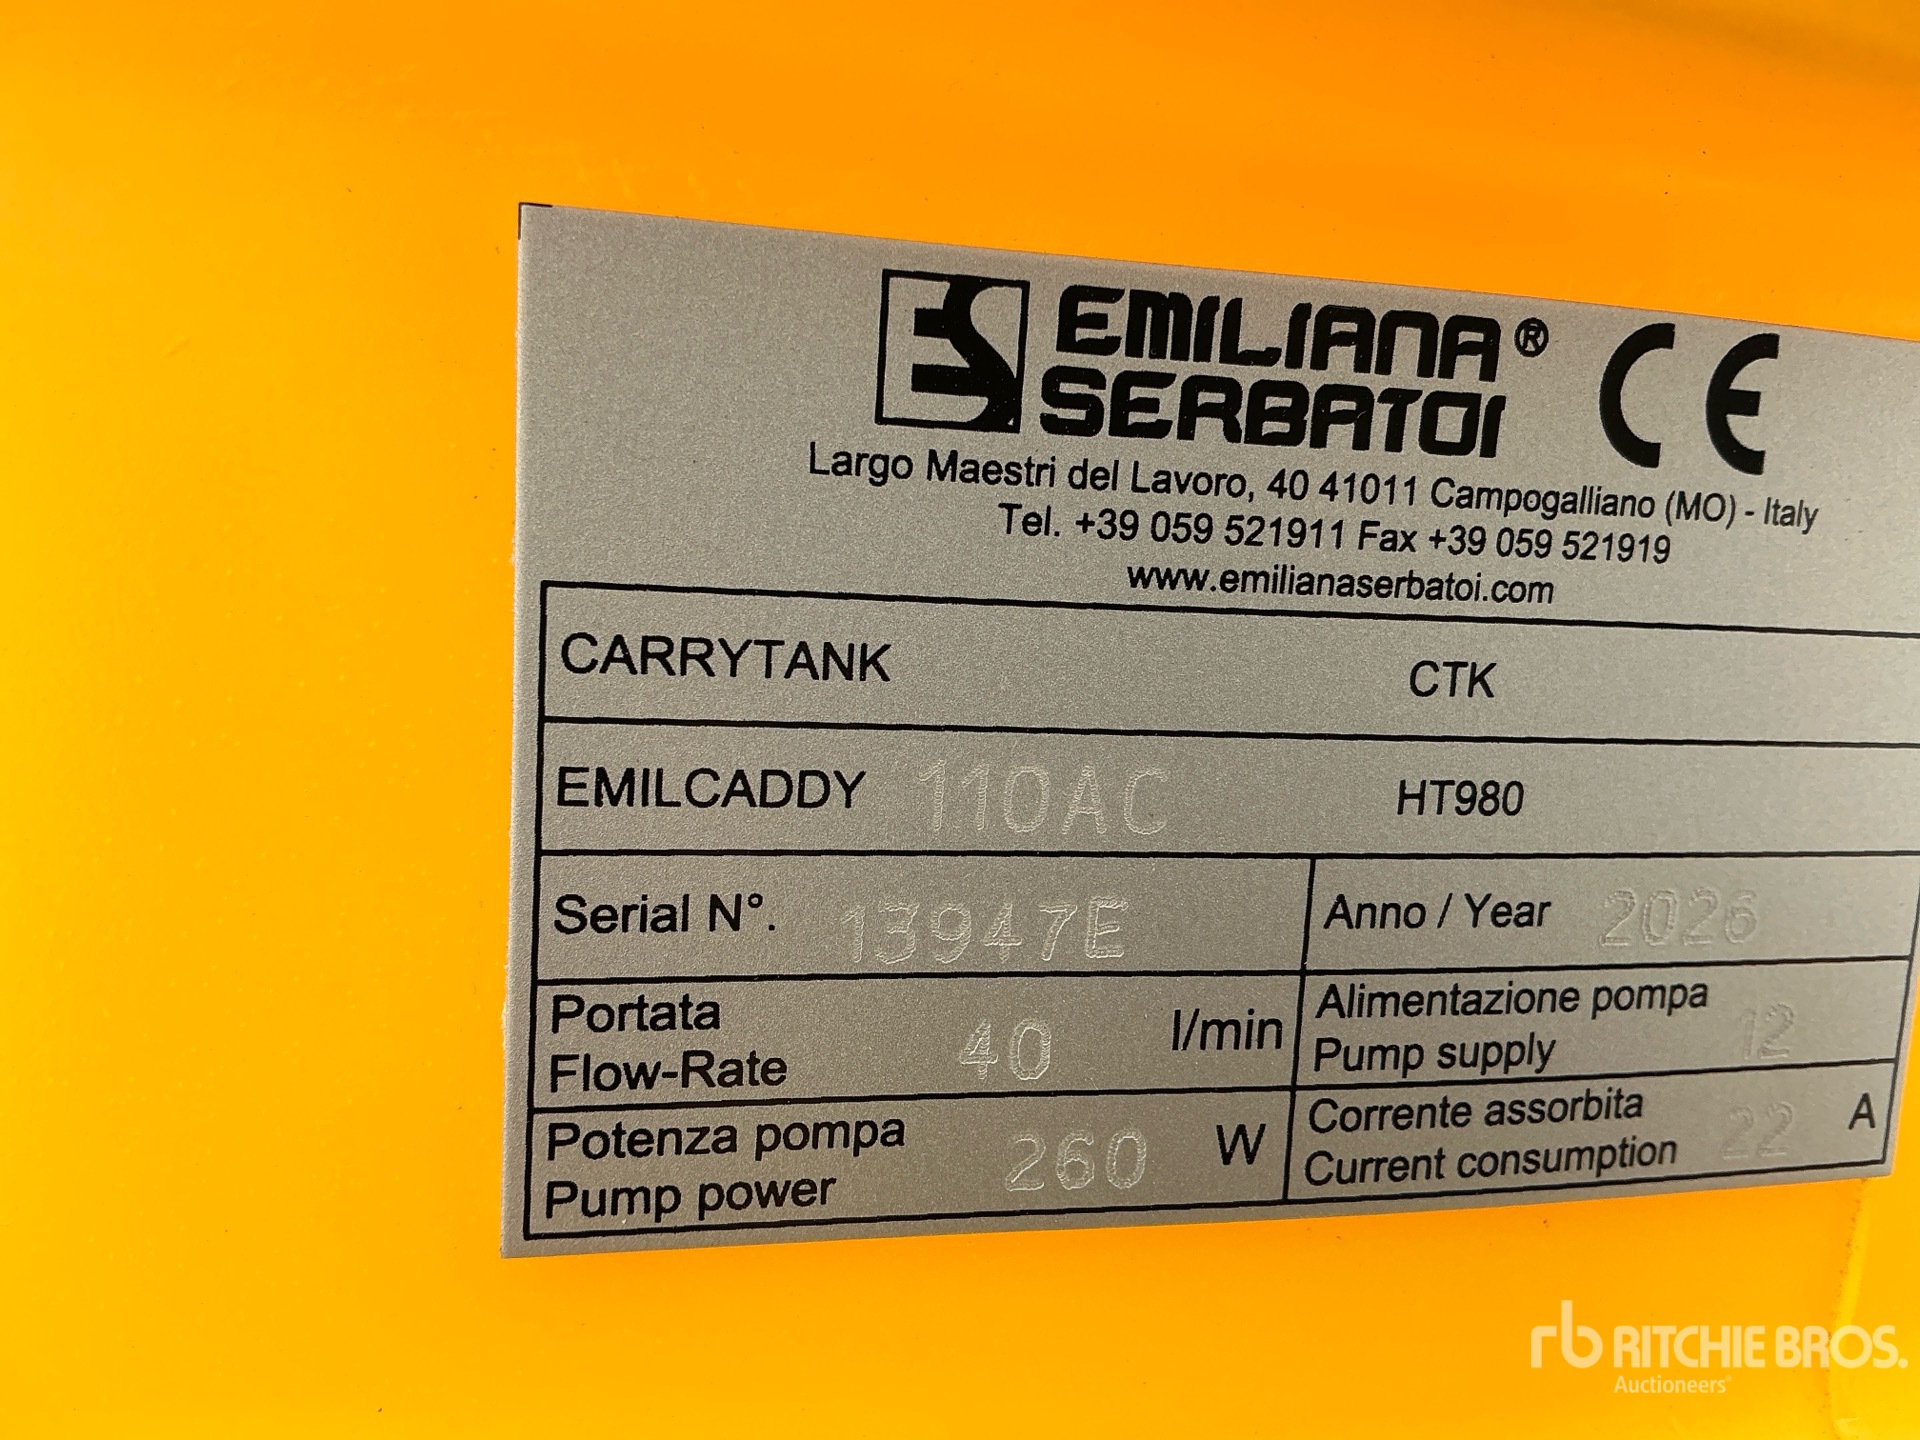 ES EMILIANA® CE
SERBATOI
Largo Maestri del Lavoro, 40 41011 Campogalliano (MO) - Italy
Tel. +39 059 521911 Fax +39 059 521919
www.emilianaserbatoi.com
CARRYTANK CTK
EMILCADDY 110AC HT980
Serial N°. 13947E Anno / Year 2026
Portata
Flow-Rate 40 l/min
Alimentazione pompa
Pump supply 12
Potenza pompa
Pump power 260 W
Corrente assorbita
Current consumption 22 A
rb RITCHIE BROS.
Auctioneers